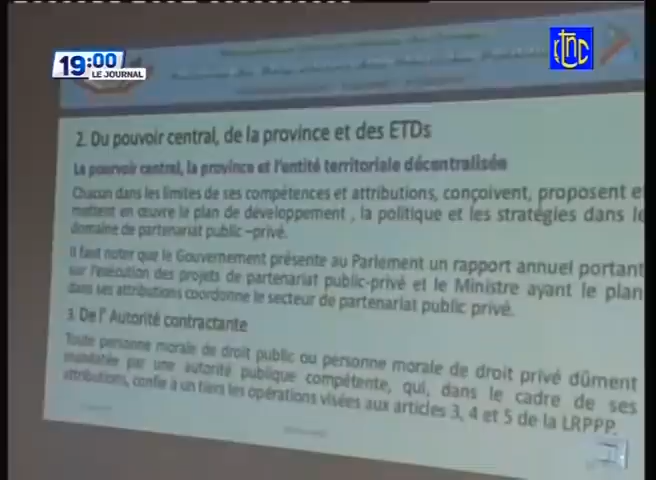 19:00
LE JOURNAL
rtnc
2. Du pouvoir central, de la province et des ETDs
Le pouvoir central, la province et l'entité territoriale décentralisée
Chacun dans les limites de ses compétences et attributions, conçoivent, proposent e
mettent en œuvre le plan de développement , la politique et les stratégies dans le
domaine de partenariat public –privé.
Il faut noter que le Gouvernement présente au Parlement un rapport annuel portant
sur l'exécution des projets de partenariat public-privé et le Ministre ayant le plan
dans ses attributions coordonne le secteur de partenariat public privé.
3. De l' Autorité contractante
Toute personne morale de droit public ou personne morale de droit privé dûment
mandatée par une autorité publique compétente, qui, dans le cadre de ses
attributions, confie à un tiers les opérations visées aux articles 3, 4 et 5 de la LRPPP.